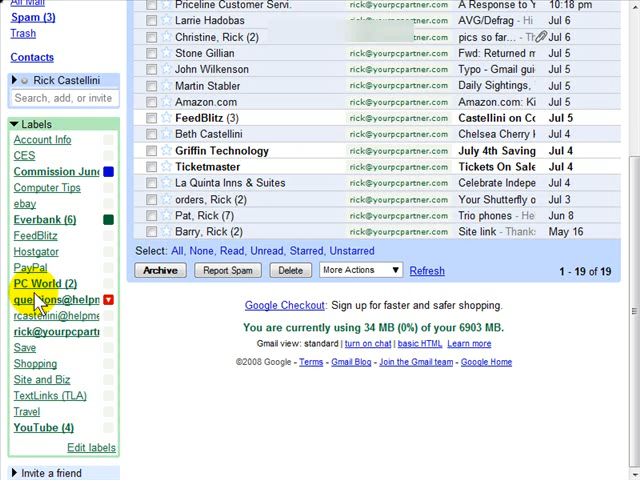 All Mail
Spam (3)
Trash
Contacts
Rick Castellini
Search, add, or invite
Labels
Account Info
CES
Commission Junc
Computer Tips
ebay
Everbank (6)
FeedBlitz
Hostgator
PayPal
PC World (2)
questions@helpm
rcastellini@helpme
rick@yourpcpartn
Save
Shopping
Site and Biz
TextLinks (TLA)
Travel
YouTube (4)
Edit labels
Invite a friend
Priceline Customer Servi. rick@yourpcpartner.com A Response to Y 10:18 pm
Larrie Hadobas rick@yourpcpartner.com AVG/Defrag - Hi Jul 6
Christine, Rick (2) pics so far... - Th Jul 6
Stone Gillian rick@yourpcpartner.com Fwd: Returned m Jul 5
John Wilkenson rick@yourpcpartner.com Typo - Gmail gui Jul 5
Martin Stabler rick@yourpcpartner.com Daily Sightings, Jul 5
Amazon.com rick@yourpcpartner.com Amazon.com: Jul 5
FeedBlitz (3) rick@yourpcpartner.com Castellini on Co Jul 5
Beth Castellini rick@yourpcpartner.com Chelsea Cherry H Jul 4
Griffin Technology rick@yourpcpartner.com July 4th Saving Jul 4
Ticketmaster rick@yourpcpartner.com Tickets On Sale Jul 4
La Quinta Inns & Suites rick@yourpcpartner.com Celebrate Indepe Jul 4
orders, Rick (2) rick@yourpcpartner.com Your Shutterfly o Jul 3
Pat, Rick (7) rick@yourpcpartner.com Trio phones - He Jun 8
Barry, Rick (2) rick@yourpcpartner.com Site link - Thanks May 16
Select: All, None, Read, Unread, Starred, Unstarred
Archive Report Spam Delete More Actions Refresh 1 - 19 of 19
Google Checkout: Sign up for faster and safer shopping.
You are currently using 34 MB (0%) of your 6903 MB.
Gmail view: standard | turn on chat | basic HTML Learn more
©2008 Google - Terms - Gmail Blog - Join the Gmail team - Google Home